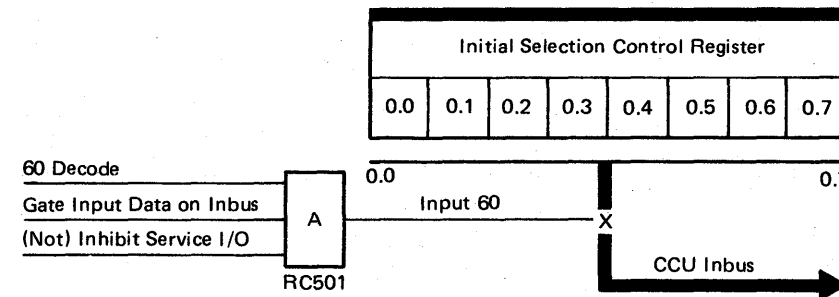 Initial Selection Control Register
0.0 0.1 0.2 0.3 0.4 0.5 0.6 0.7
60 Decode
0.0
Gate Input Data on Inbus
A
Input 60
X
(Not) Inhibit Service I/O
CCU Inbus
RC501